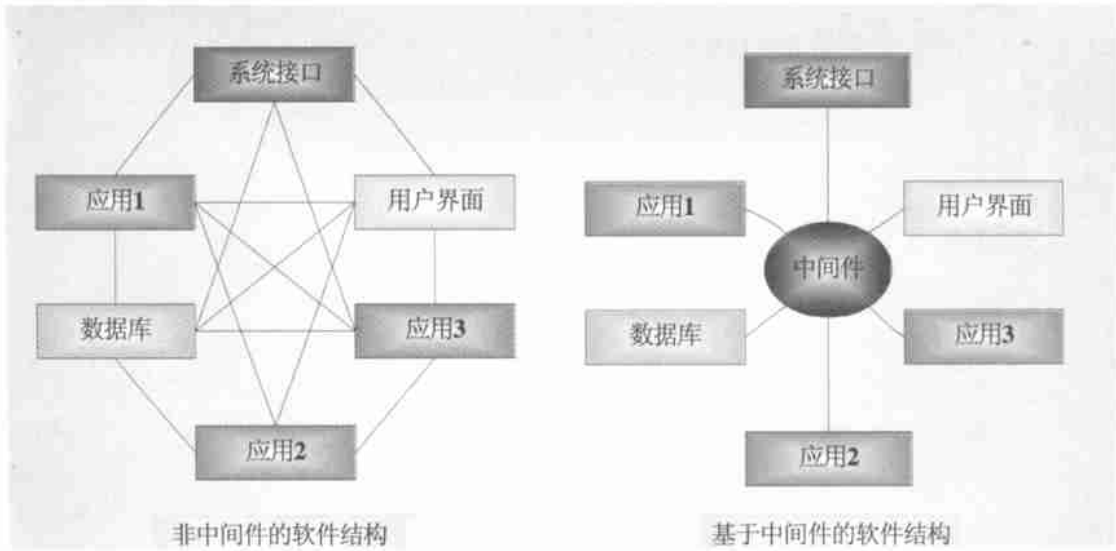 系统接口
应用1
用户界面
数据库
应用3
应用2
非中间件的软件结构
系统接口
应用1
用户界面
中间件
数据库
应用3
应用2
基于中间件的软件结构